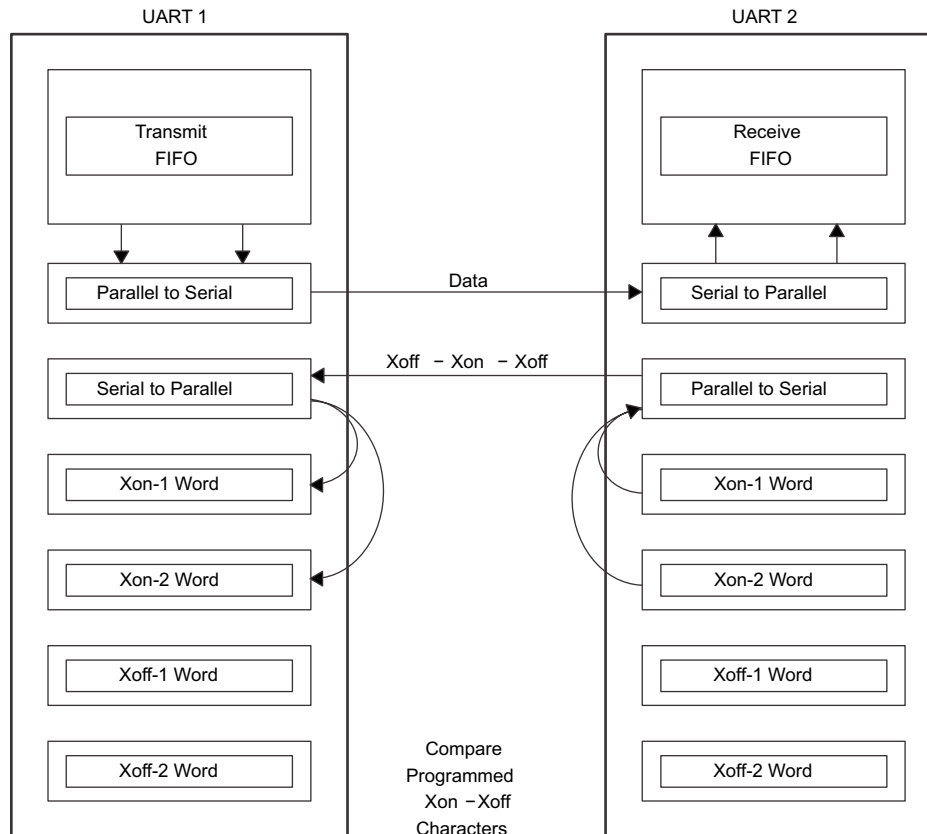 UART 1
UART 2
Transmit
FIFO
Receive
FIFO
Parallel to Serial
Data
Serial to Parallel
Xoff – Xon – Xoff
Serial to Parallel
Parallel to Serial
Xon-1 Word
Xon-1 Word
Xon-2 Word
Xon-2 Word
Xoff-1 Word
Xoff-1 Word
Xoff-2 Word
Compare
Programmed
Xon –Xoff
Characters
Xoff-2 Word